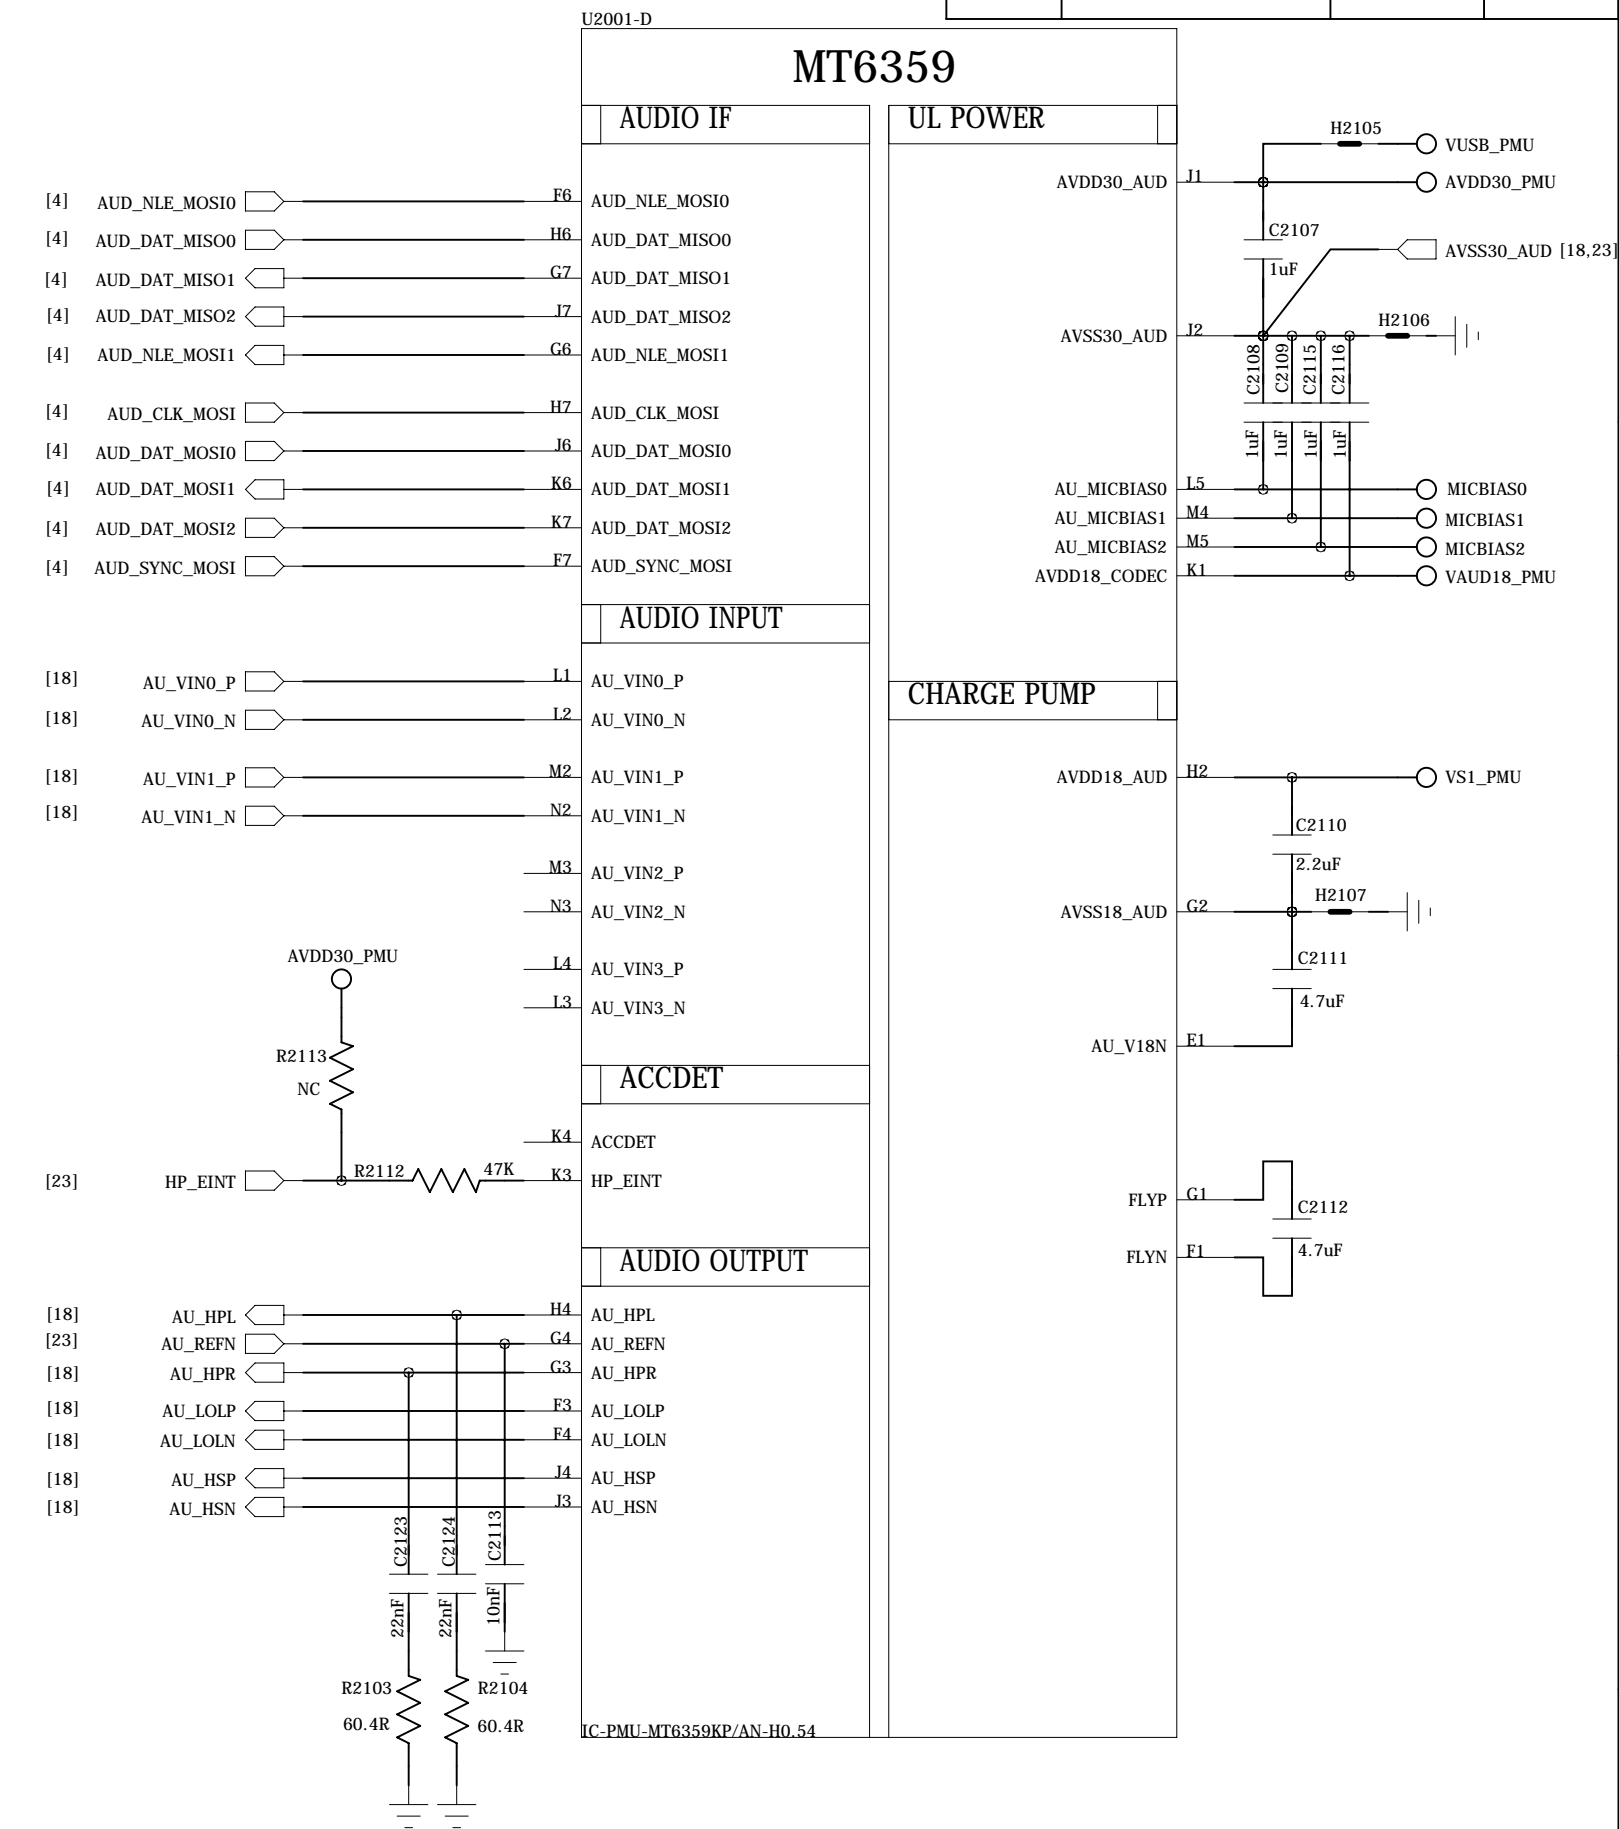 U2001-D
MT6359
AUDIO IF
UL POWER
[4] AUD_NLE_MOSI0 F6 AUD_NLE_MOSI0
[4] AUD_DAT_MISO0 H6 AUD_DAT_MISO0
[4] AUD_DAT_MISO1 G7 AUD_DAT_MISO1
[4] AUD_DAT_MISO2 J7 AUD_DAT_MISO2
[4] AUD_NLE_MOSI1 G6 AUD_NLE_MOSI1
[4] AUD_CLK_MOSI H7 AUD_CLK_MOSI
[4] AUD_DAT_MOSI0 J6 AUD_DAT_MOSI0
[4] AUD_DAT_MOSI1 K6 AUD_DAT_MOSI1
[4] AUD_DAT_MOSI2 K7 AUD_DAT_MOSI2
[4] AUD_SYNC_MOSI F7 AUD_SYNC_MOSI
AUDIO INPUT
[18] AU_VIN0_P L1 AU_VIN0_P
[18] AU_VIN0_N L2 AU_VIN0_N
[18] AU_VIN1_P M2 AU_VIN1_P
[18] AU_VIN1_N N2 AU_VIN1_N
M3 AU_VIN2_P
N3 AU_VIN2_N
L4 AU_VIN3_P
L3 AU_VIN3_N
AVDD30_PMU
R2113
NC
ACCDET
K4 ACCDET
[23] HP_EINT R2112 47K K3 HP_EINT
AUDIO OUTPUT
[18] AU_HPL H4 AU_HPL
[23] AU_REFN G4 AU_REFN
[18] AU_HPR G3 AU_HPR
[18] AU_LOLP F3 AU_LOLP
[18] AU_LOLN F4 AU_LOLN
[18] AU_HSP J4 AU_HSP
[18] AU_HSN J3 AU_HSN
C2123
22nF
C2124
22nF
C2113
10nF
R2103
60.4R
R2104
60.4R
IC-PMU-MT6359KP/AN-H0.54
H2105 VUSB_PMU
AVDD30_AUD J1 AVDD30_PMU
C2107
1uF
AVSS30_AUD [18,23]
AVSS30_AUD J2 H2106
C2108
1uF
C2109
1uF
C2115
1uF
C2116
1uF
AU_MICBIAS0 L5 MICBIAS0
AU_MICBIAS1 M4 MICBIAS1
AU_MICBIAS2 M5 MICBIAS2
AVDD18_CODEC K1 VAUD18_PMU
CHARGE PUMP
AVDD18_AUD H2 VS1_PMU
C2110
2.2uF
AVSS18_AUD G2 H2107
C2111
4.7uF
AU_V18N E1
FLYP G1
C2112
4.7uF
FLYN F1